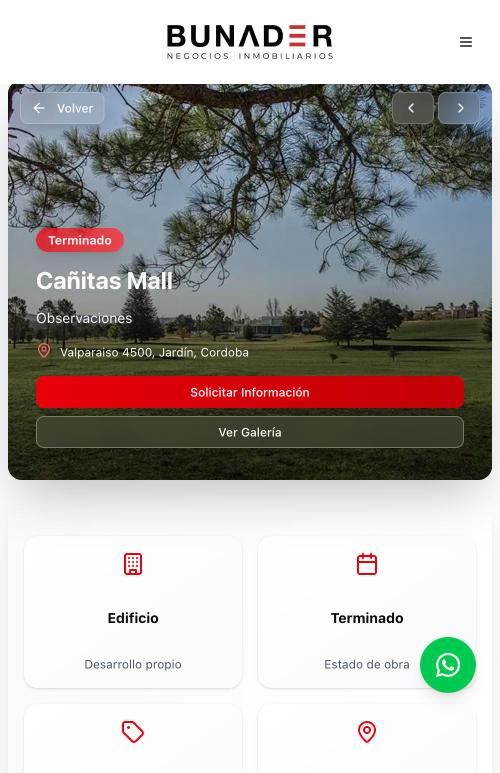 BUNADER
NEGOCIOS INMOBILIARIOS
Volver
Terminado
Cañitas Mall
Observaciones
Valparaiso 4500, Jardín, Cordoba
Solicitar Información
Ver Galería
Edificio
Desarrollo propio
Terminado
Estado de obra